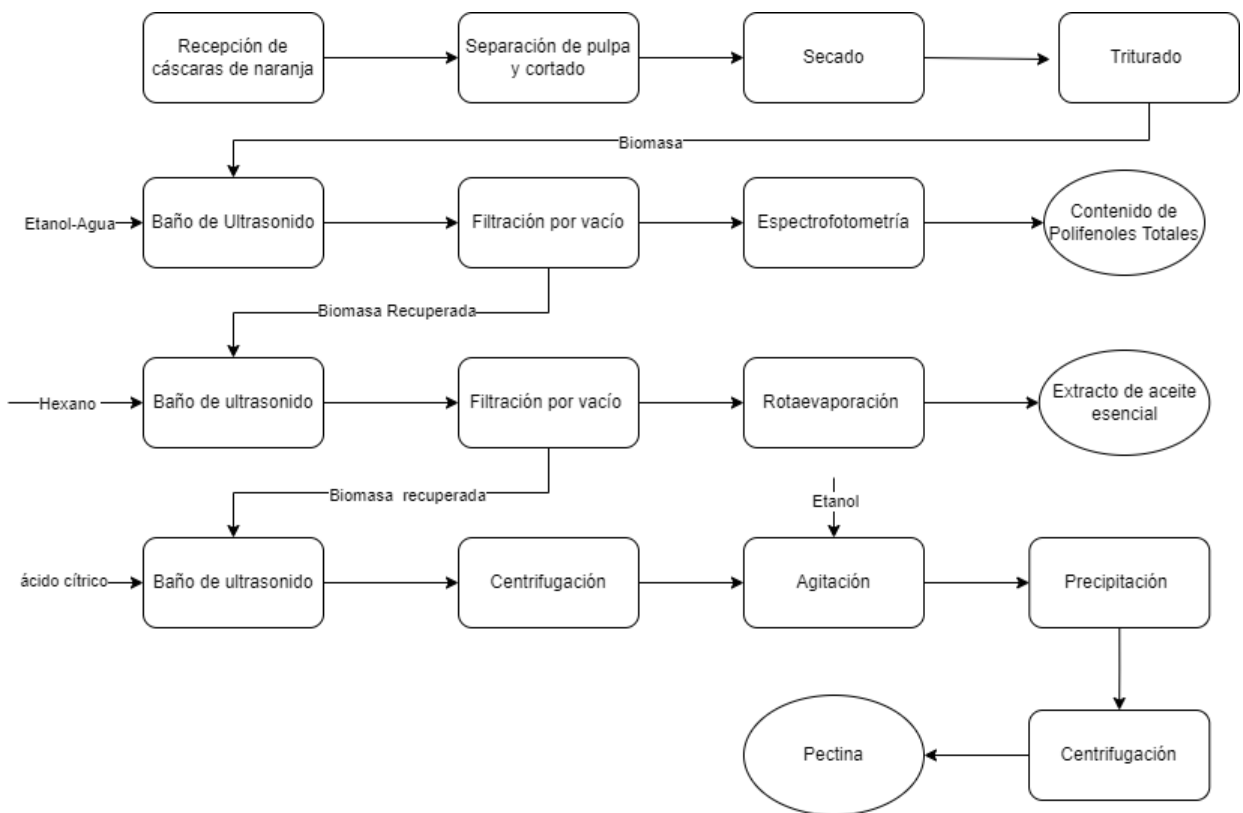 Recepción de
cáscaras de naranja
Separación de pulpa
y cortado
Secado
Triturado
Biomasa
Etanol-Agua
Baño de Ultrasonido
Filtración por vacío
Espectrofotometría
Contenido de
Polifenoles Totales
Biomasa Recuperada
Hexano
Baño de ultrasonido
Filtración por vacío
Rotaevaporación
Extracto de aceite
esencial
Biomasa recuperada
Etanol
ácido cítrico
Baño de ultrasonido
Centrifugación
Agitación
Precipitación
Pectina
Centrifugación